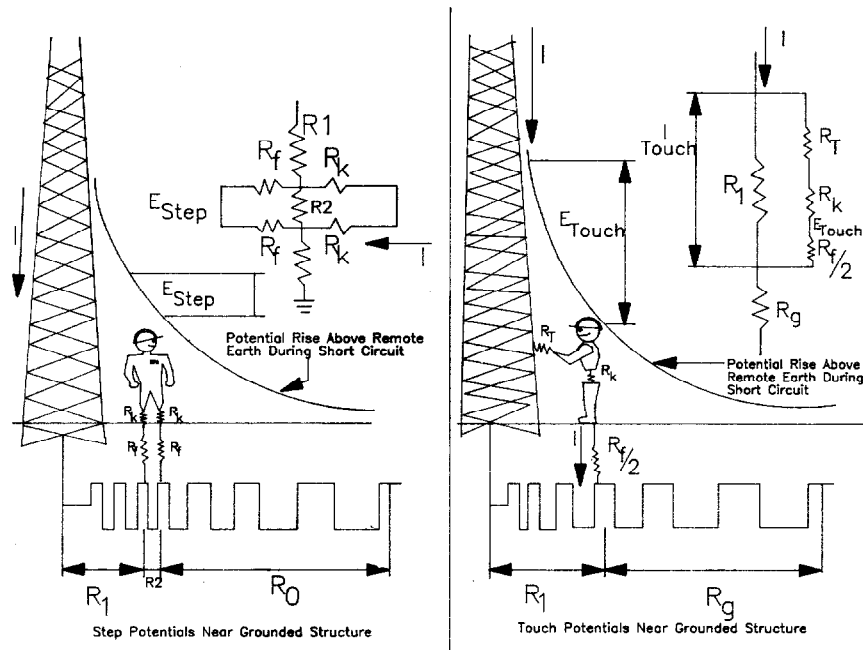 I
R1
Rf
Rk
EStep
R2
Rf
Rk
I
EStep
Potential Rise Above Remote
Earth During Short Circuit
Rk
Rk
Rf
Rf
R1
R2
R0
Step Potentials Near Grounded Structure
I
I
I
Touch
RT
R1
Rk
ETouch
Rf/2
ETouch
Rg
RT
Rk
Potential Rise Above
Remote Earth During
Short Circuit
I
Rf/2
R1
Rg
Touch Potentials Near Grounded Structure